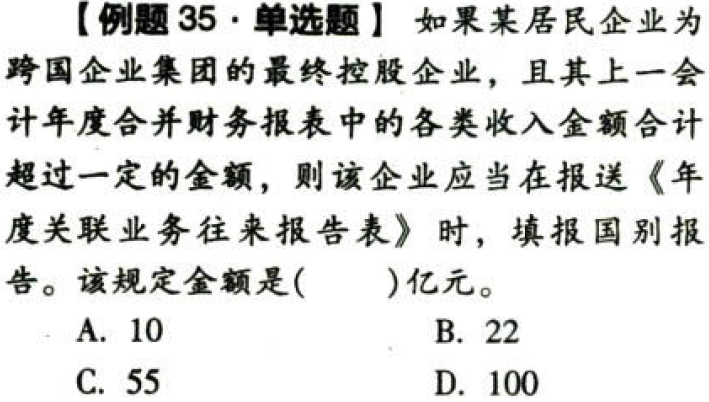 【例题 35·单选题】 如果某居民企业为
跨国企业集团的最终控股企业，且其上一会
计年度合并财务报表中的各类收入金额合计
超过一定的金额，则该企业应当在报送《年
度关联业务往来报告表》时，填报国别报
告。该规定金额是(　　)亿元。
A. 10　　B. 22
C. 55　　D. 100